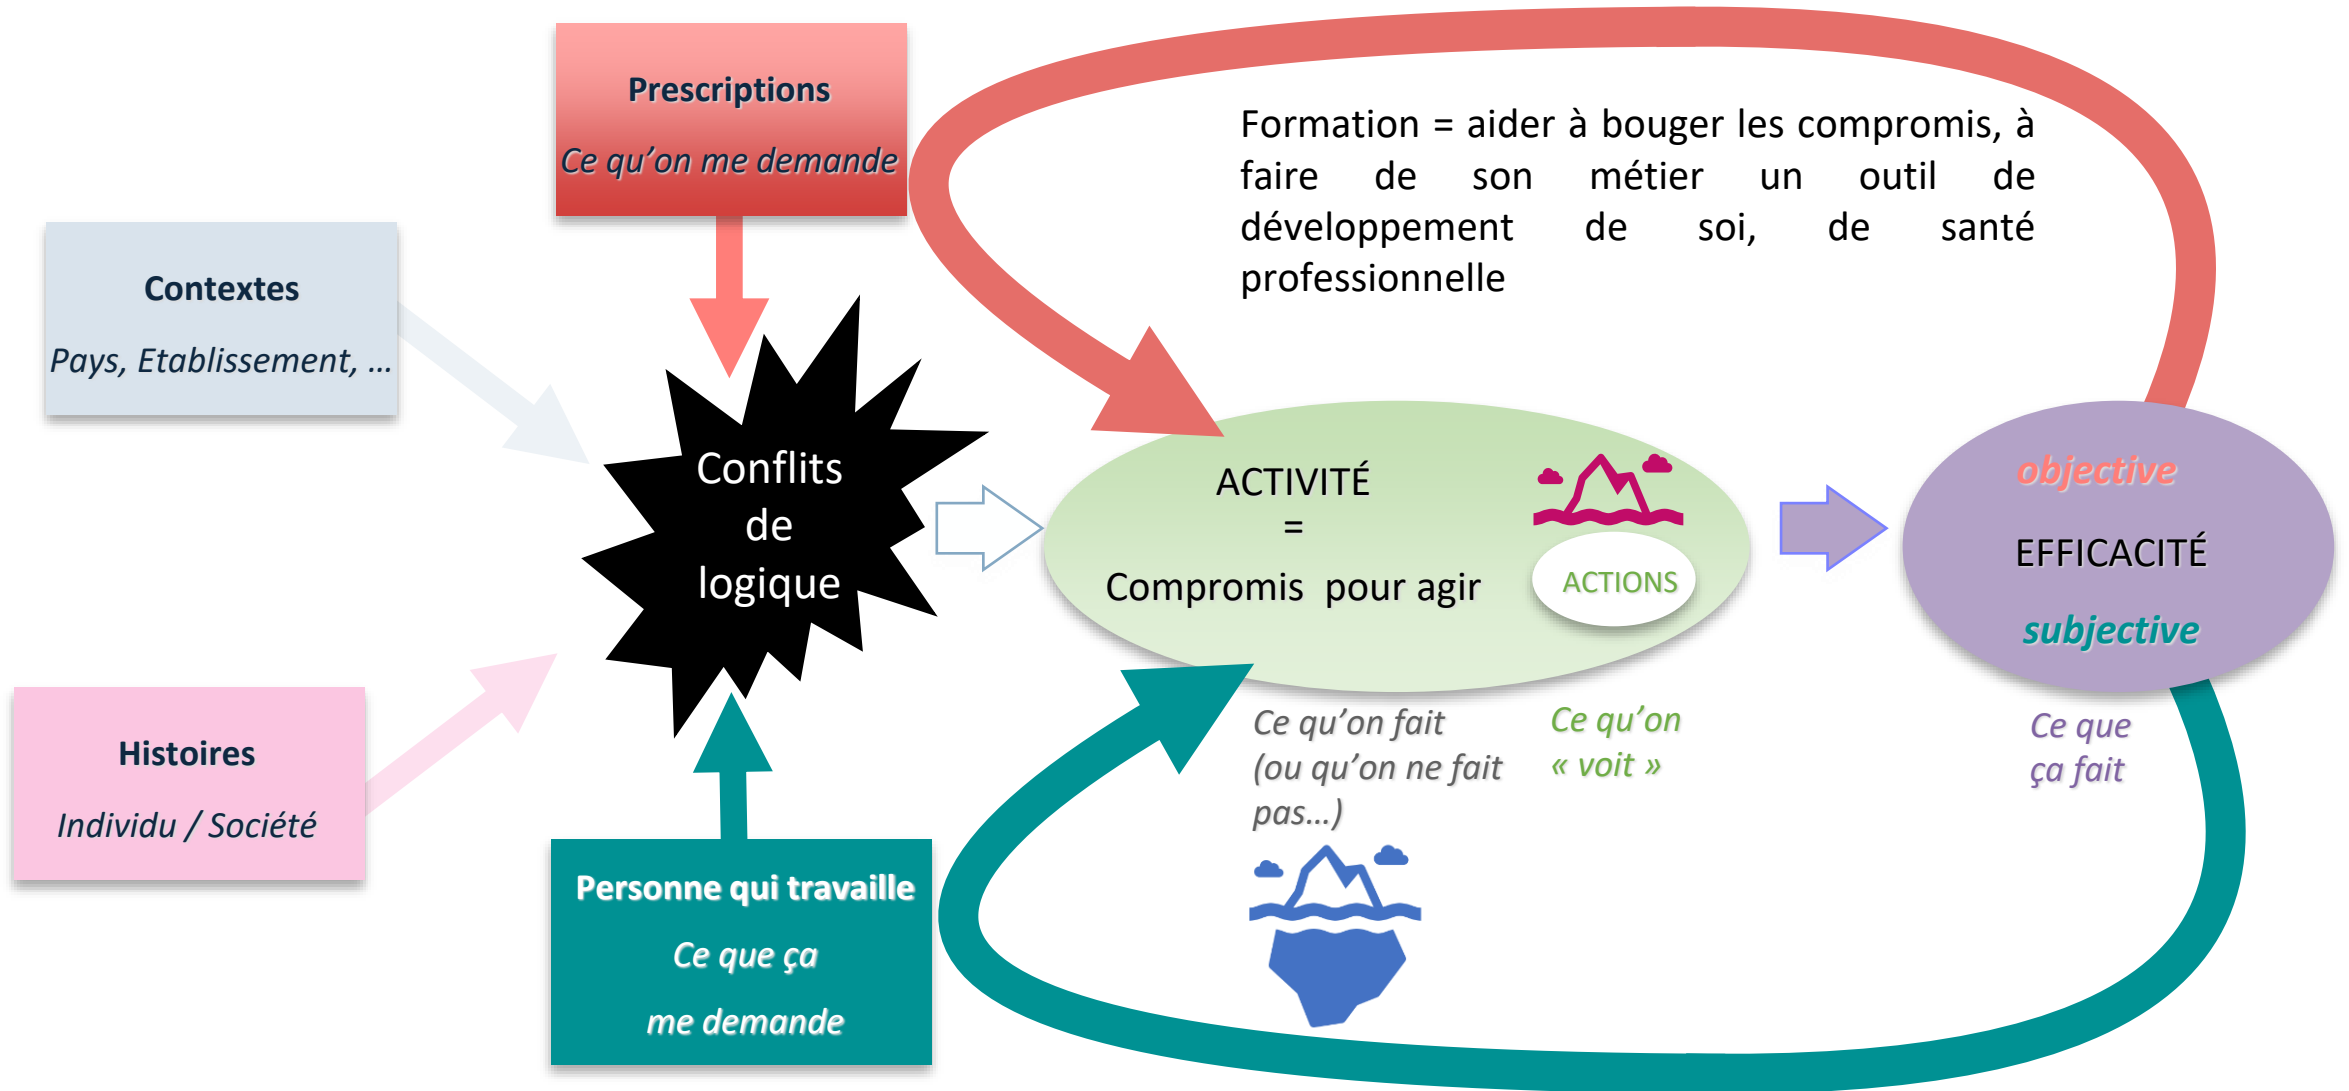 Prescriptions
Ce qu’on me demande
Contextes
Pays, Etablissement, …
Histoires
Individu / Société
Personne qui travaille
Ce que ça
me demande
Conflits
de
logique
Formation = aider à bouger les compromis, à
faire de son métier un outil de
développement de soi, de santé
professionnelle
ACTIVITÉ
=
Compromis pour agir
ACTIONS
Ce qu’on fait
(ou qu’on ne fait
pas…)
Ce qu’on
« voit »
objective
EFFICACITÉ
subjective
Ce que
ça fait